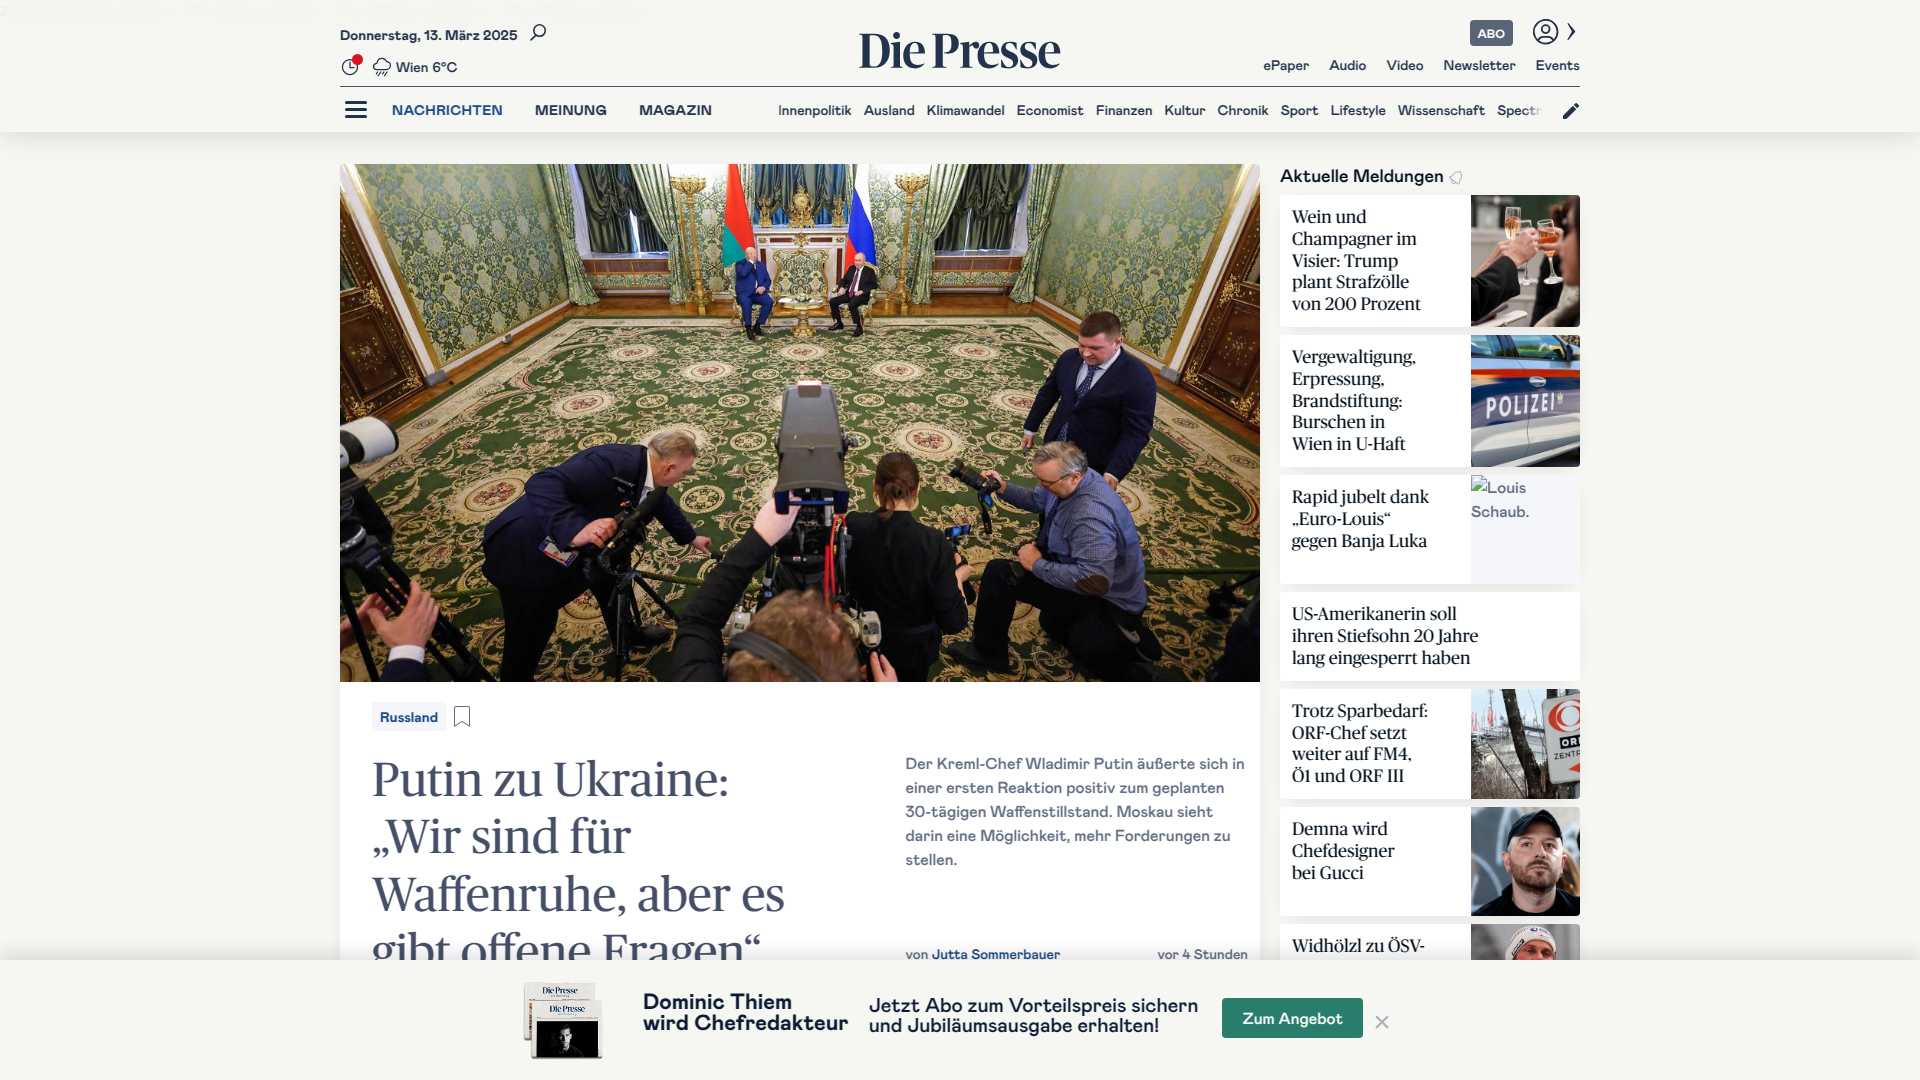 Donnerstag, 13. März 2025
Wien 6°C
Die Presse
ABO
ePaper Audio Video Newsletter Events
NACHRICHTEN MEINUNG MAGAZIN
Innenpolitik Ausland Klimawandel Economist Finanzen Kultur Chronik Sport Lifestyle Wissenschaft Spectr
Russland
Putin zu Ukraine:
„Wir sind für
Waffenruhe, aber es
gibt offene Fragen“
Der Kreml-Chef Wladimir Putin äußerte sich in
einer ersten Reaktion positiv zum geplanten
30-tägigen Waffenstillstand. Moskau sieht
darin eine Möglichkeit, mehr Forderungen zu
stellen.
von Jutta Sommerbauer vor 4 Stunden
Aktuelle Meldungen
Wein und
Champagner im
Visier: Trump
plant Strafzölle
von 200 Prozent
Vergewaltigung,
Erpressung,
Brandstiftung:
Burschen in
Wien in U-Haft
POLIZEI
Rapid jubelt dank
„Euro-Louis“
gegen Banja Luka
Louis
Schaub.
US-Amerikanerin soll
ihren Stiefsohn 20 Jahre
lang eingesperrt haben
Trotz Sparbedarf:
ORF-Chef setzt
weiter auf FM4,
Ö1 und ORF III
ORF
ZENTR
Demna wird
Chefdesigner
bei Gucci
Widhölzl zu ÖSV-
Die Presse
Die Presse
Dominic Thiem
wird Chefredakteur
Jetzt Abo zum Vorteilspreis sichern
und Jubiläumsausgabe erhalten!
Zum Angebot